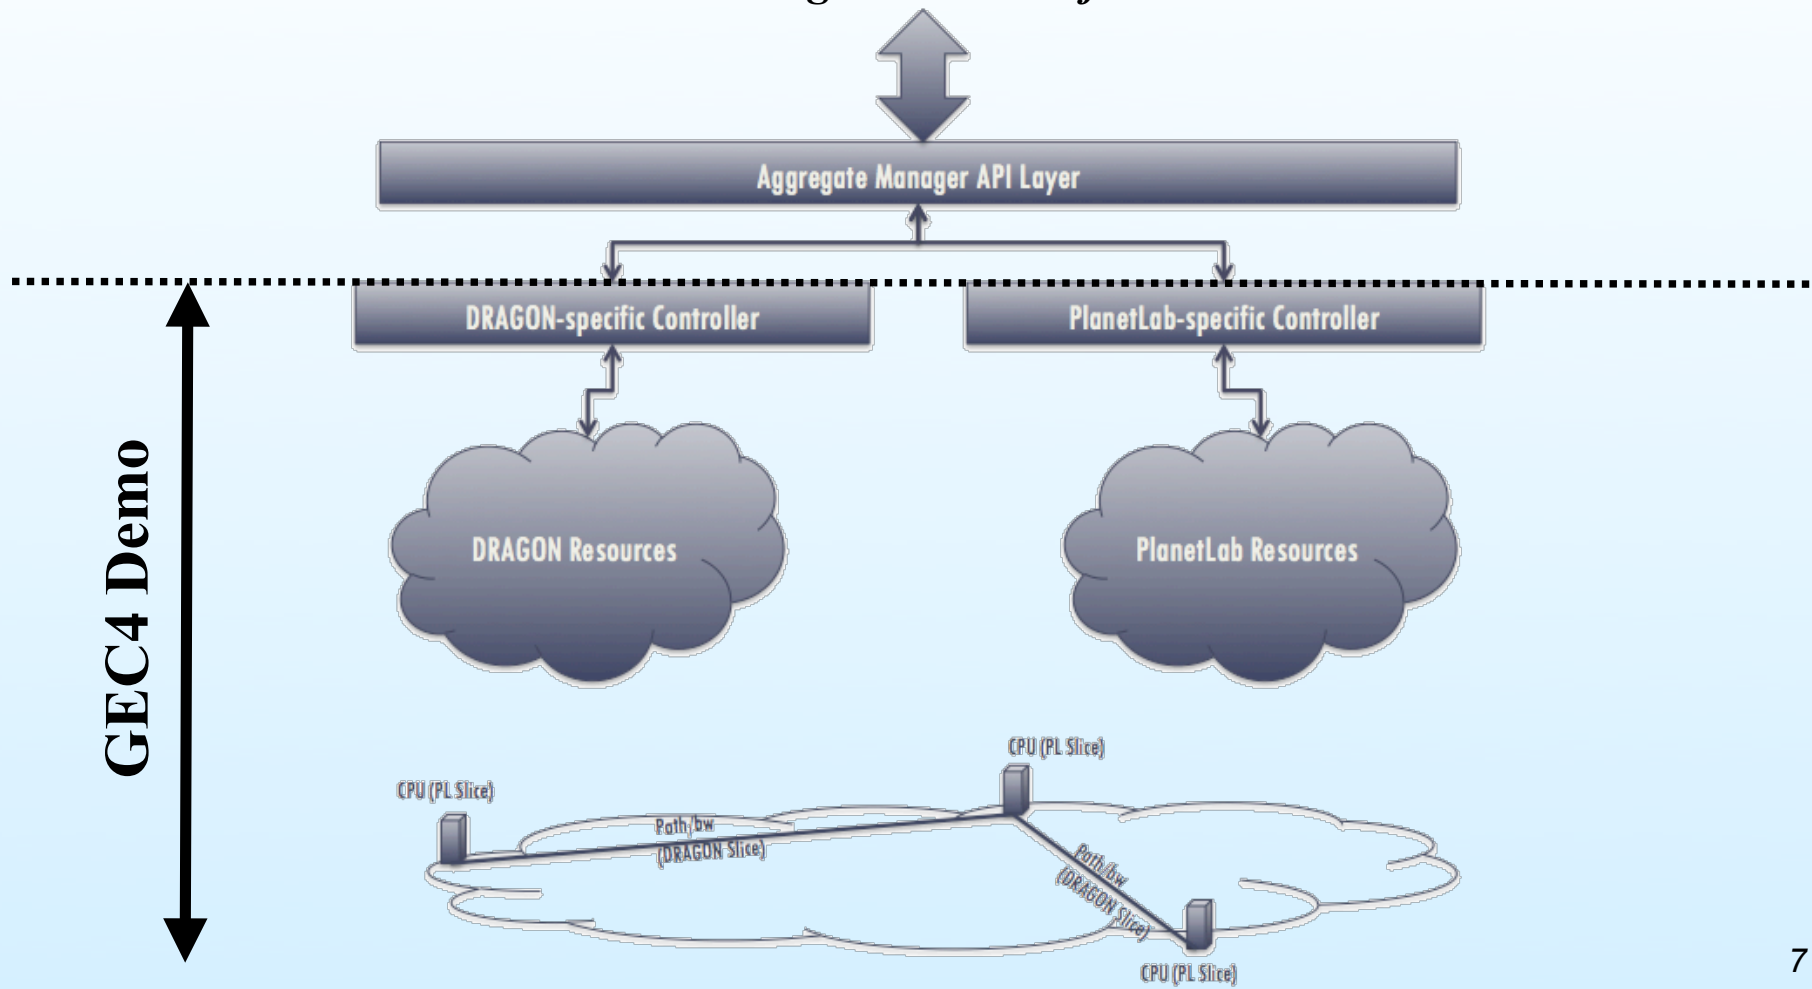 Aggregate Manager API Layer
DRAGON-specific Controller
PlanetLab-specific Controller
GEC4 Demo
DRAGON Resources
PlanetLab Resources
CPU (PL Slice)
CPU (PL Slice)
Path/bw
(DRAGON Slice)
Path/bw
(DRAGON Slice)
CPU (PL Slice)
7